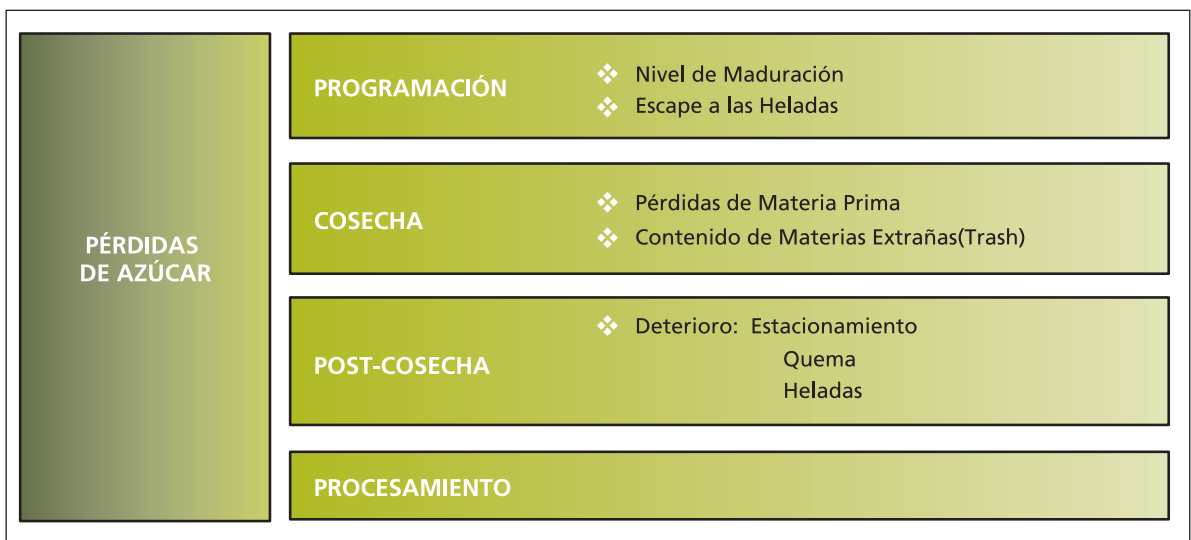 PÉRDIDAS
DE AZÚCAR
PROGRAMACIÓN
❖ Nivel de Maduración
❖ Escape a las Heladas
COSECHA
❖ Pérdidas de Materia Prima
❖ Contenido de Materias Extrañas(Trash)
POST-COSECHA
❖ Deterioro: Estacionamiento
Quema
Heladas
PROCESAMIENTO